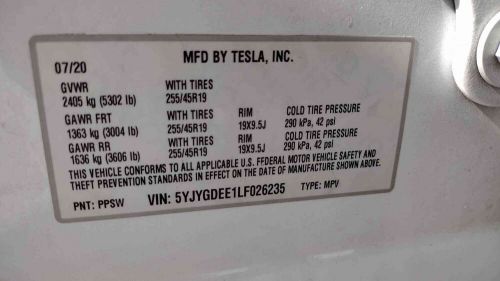 07/20 MFD BY TESLA, INC.
GVWR WITH TIRES
2405 kg (5302 lb) 255/45R19
GAWR FRT WITH TIRES RIM COLD TIRE PRESSURE
1363 kg (3004 lb) 255/45R19 19X9.5J 290 kPa, 42 psi
GAWR RR WITH TIRES RIM COLD TIRE PRESSURE
1636 kg (3606 lb) 255/45R19 19X9.5J 290 kPa, 42 psi
THIS VEHICLE CONFORMS TO ALL APPLICABLE U.S. FEDERAL MOTOR VEHICLE SAFETY AND
THEFT PREVENTION STANDARDS IN EFFECT ON THE DATE OF MANUFACTURE SHOWN ABOVE.
PNT: PPSW VIN: 5YJYGDEE1LF026235 TYPE: MPV